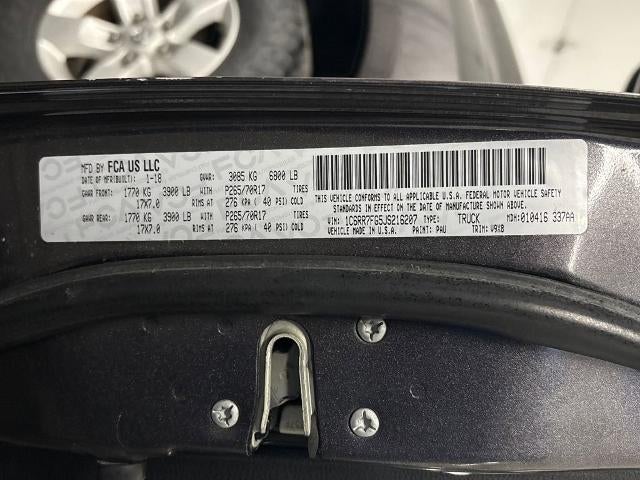 MFD BY FCA US LLC
DATE OF MFR(BUILT): 1-18 GVWR: 3085 KG 6800 LB
GAWR FRONT: 1770 KG 3900 LB WITH P265/70R17 TIRES
17X7.0 RIMS AT 276 KPA( 40 PSI) COLD
GAWR REAR: 1770 KG 3900 LB WITH P265/70R17 TIRES
17X7.0 RIMS AT 276 KPA( 40 PSI) COLD
THIS VEHICLE CONFORMS TO ALL APPLICABLE U.S.A. FEDERAL MOTOR VEHICLE SAFETY
STANDARDS IN EFFECT ON THE DATE OF MANUFACTURE SHOWN ABOVE.
VIN: 1C6RR7FG5JS216207 TYPE: TRUCK MDH:010416 337AA
VEHICLE MADE IN U.S.A. PAINT: PAU TRIM: V9X8